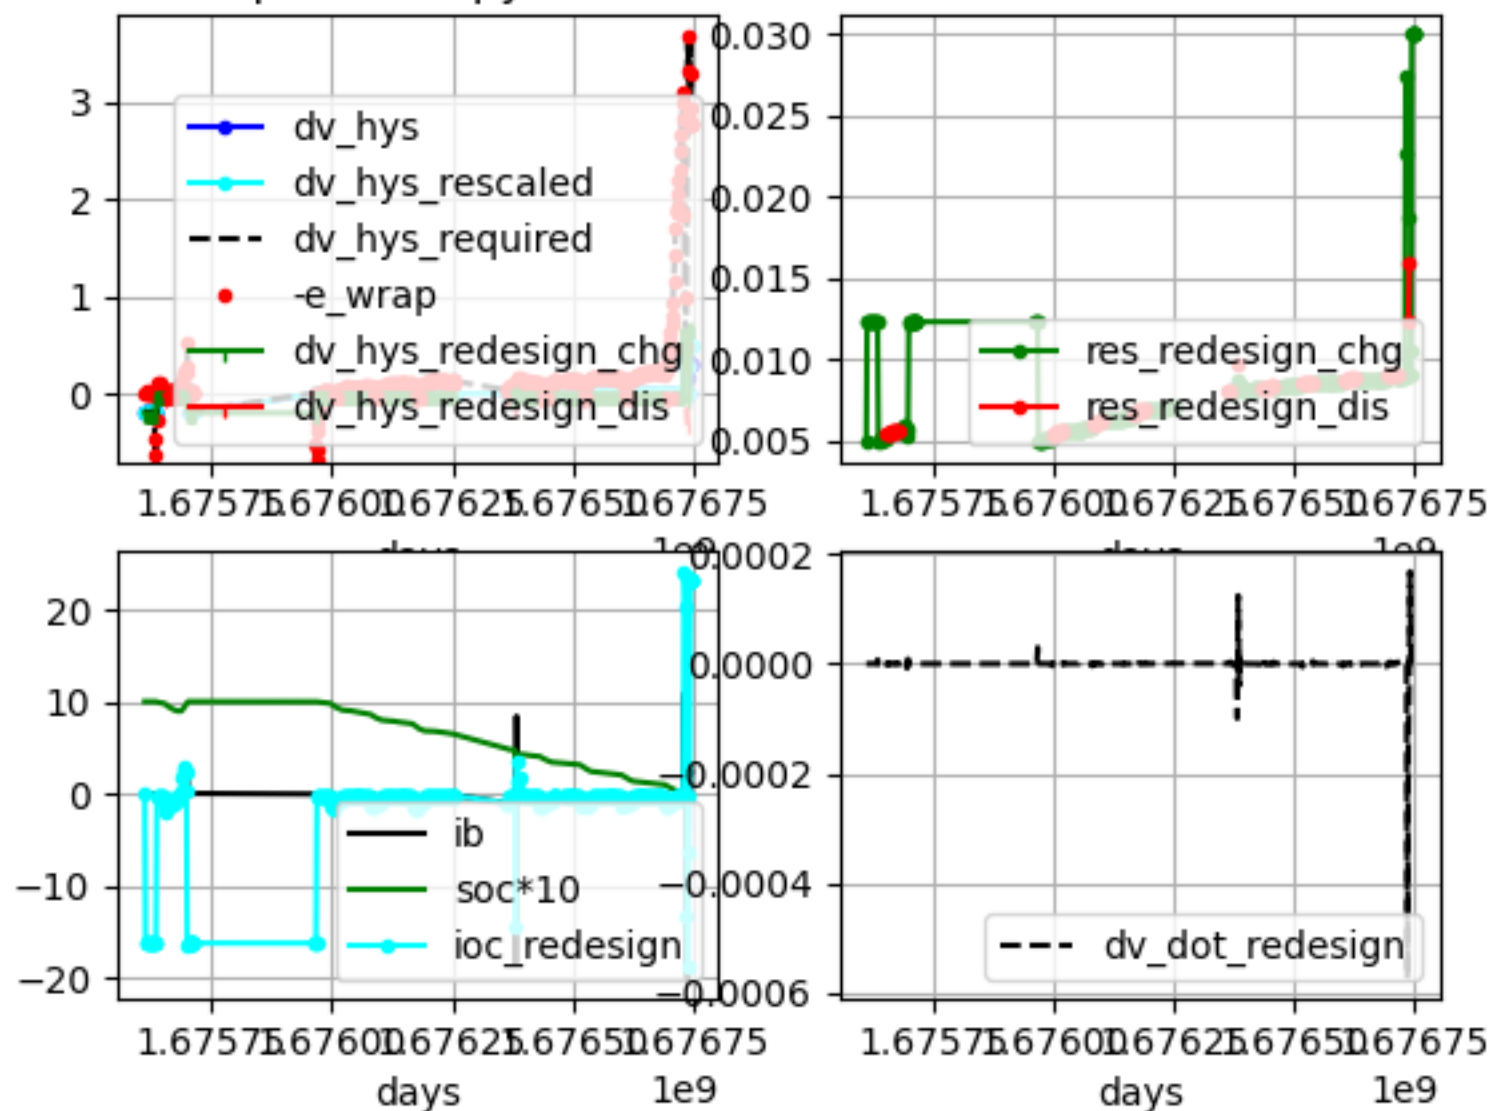 3
2
1
0
dv_hys
dv_hys_rescaled
dv_hys_required
-e_wrap
dv_hys_redesign_chg
dv_hys_redesign_dis
1.67575
1.67600
1.67625
1.67650
1.67675
days
1e9
0.030
0.025
0.020
0.015
0.010
0.005
res_redesign_chg
res_redesign_dis
1.67575
1.67600
1.67625
1.67650
1.67675
days
1e9
20
10
0
−10
−20
ib
soc*10
ioc_redesign
1.67575
1.67600
1.67625
1.67650
1.67675
days
1e9
0.0002
0.0000
−0.0002
−0.0004
−0.0006
dv_dot_redesign
1.67575
1.67600
1.67625
1.67650
1.67675
days
1e9